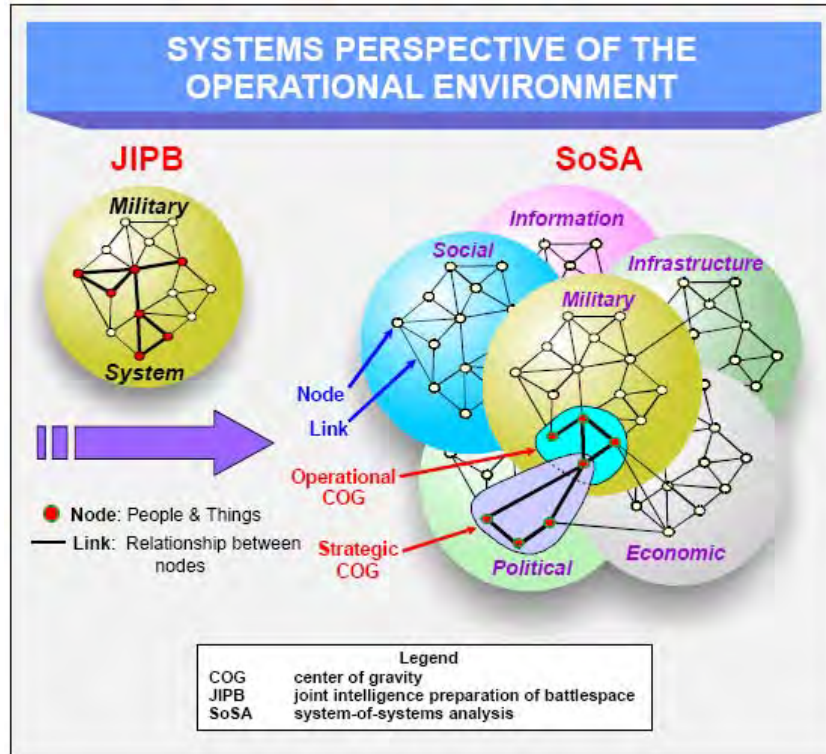 SYSTEMS PERSPECTIVE OF THE
OPERATIONAL ENVIRONMENT
JIPB
SoSA
Military
System
Information
Social
Infrastructure
Military
Node
Link
Operational
COG
Strategic
COG
Political
Economic
Node: People & Things
Link: Relationship between
nodes
Legend
COG center of gravity
JIPB joint intelligence preparation of battlespace
SoSA system-of-systems analysis